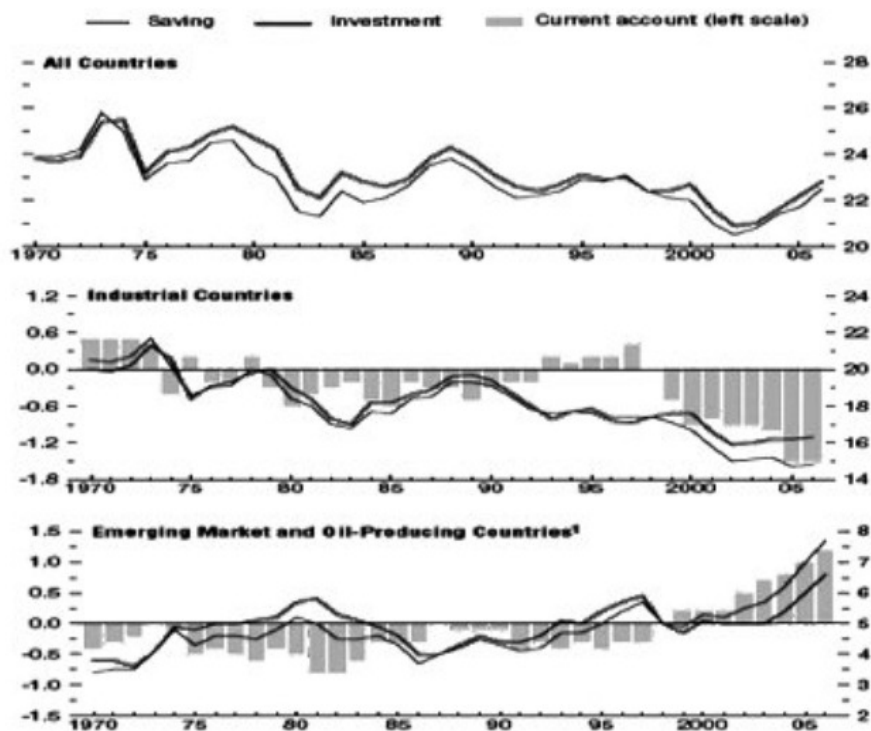 Saving Investment Current account (left scale)
All Countries
28
26
24
22
20
1970 75 80 85 90 95 2000 05
Industrial Countries
1.2 24
0.6 22
0.0 20
-0.6 18
-1.2 16
-1.8 14
1970 75 80 85 90 95 2000 05
Emerging Market and Oil-Producing Countries¹
1.5 8
1.0 7
0.5 6
0.0 5
-0.5 4
-1.0 3
-1.5 2
1970 75 80 85 90 95 2000 05